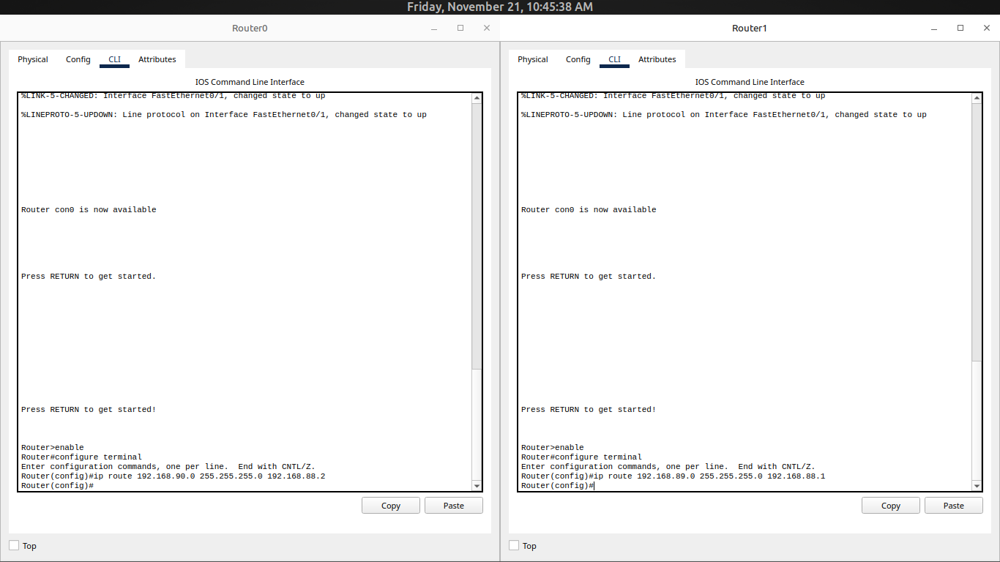 Friday, November 21, 10:45:38 AM
Router0
Physical Config CLI Attributes
IOS Command Line Interface
%LINK-5-CHANGED: Interface FastEthernet0/1, changed state to up
%LINEPROTO-5-UPDOWN: Line protocol on Interface FastEthernet0/1, changed state to up
Router con0 is now available
Press RETURN to get started.
Press RETURN to get started!
Router>enable
Router#configure terminal
Enter configuration commands, one per line.  End with CNTL/Z.
Router(config)#ip route 192.168.90.0 255.255.255.0 192.168.88.2
Router(config)#
Copy Paste
Top
Router1
Physical Config CLI Attributes
IOS Command Line Interface
%LINK-5-CHANGED: Interface FastEthernet0/1, changed state to up
%LINEPROTO-5-UPDOWN: Line protocol on Interface FastEthernet0/1, changed state to up
Router con0 is now available
Press RETURN to get started.
Press RETURN to get started!
Router>enable
Router#configure terminal
Enter configuration commands, one per line.  End with CNTL/Z.
Router(config)#ip route 192.168.89.0 255.255.255.0 192.168.88.1
Router(config)#
Copy Paste
Top